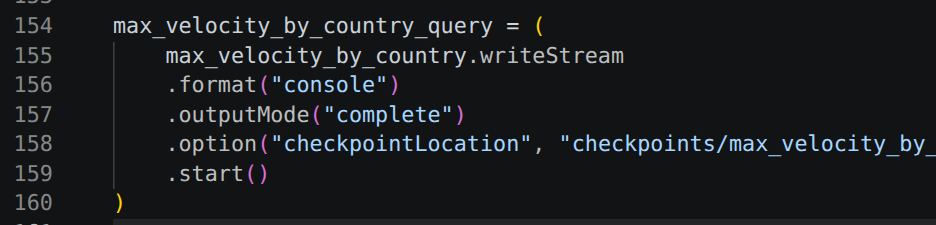 154 max_velocity_by_country_query = (
155 max_velocity_by_country.writeStream
156 .format("console")
157 .outputMode("complete")
158 .option("checkpointLocation", "checkpoints/max_velocity_by_
159 .start()
160 )